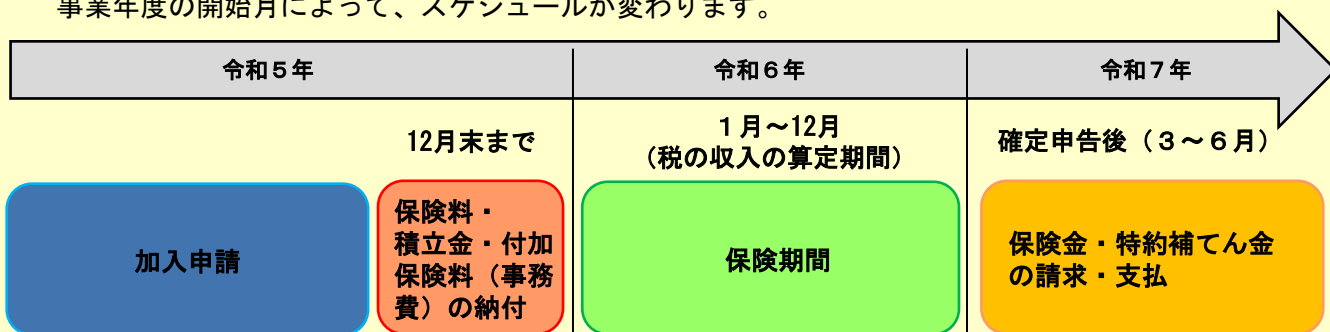 事業年度の開始月によって、スケジュールが変わります。
令和５年
令和６年
令和７年
12月末まで
１月～12月
（税の収入の算定期間）
確定申告後（３～６月）
加入申請
保険料・
積立金・付加
保険料（事務
費）の納付
保険期間
保険金・特約補てん金
の請求・支払